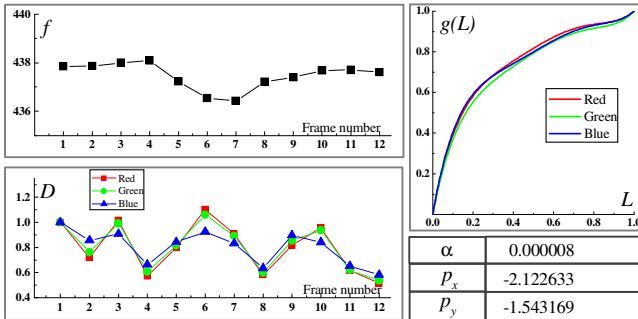 440
f
438
436
Frame number
1 2 3 4 5 6 7 8 9 10 11 12
D
Red
Green
Blue
1.2
1.0
0.8
0.6
0.4
Frame number
1 2 3 4 5 6 7 8 9 10 11 12
g(L)
1.0
0.8
0.6
0.4
0.2
Red
Green
Blue
L
0.0 0.2 0.4 0.6 0.8 1.0
α 0.000008
p x -2.122633
p y -1.543169